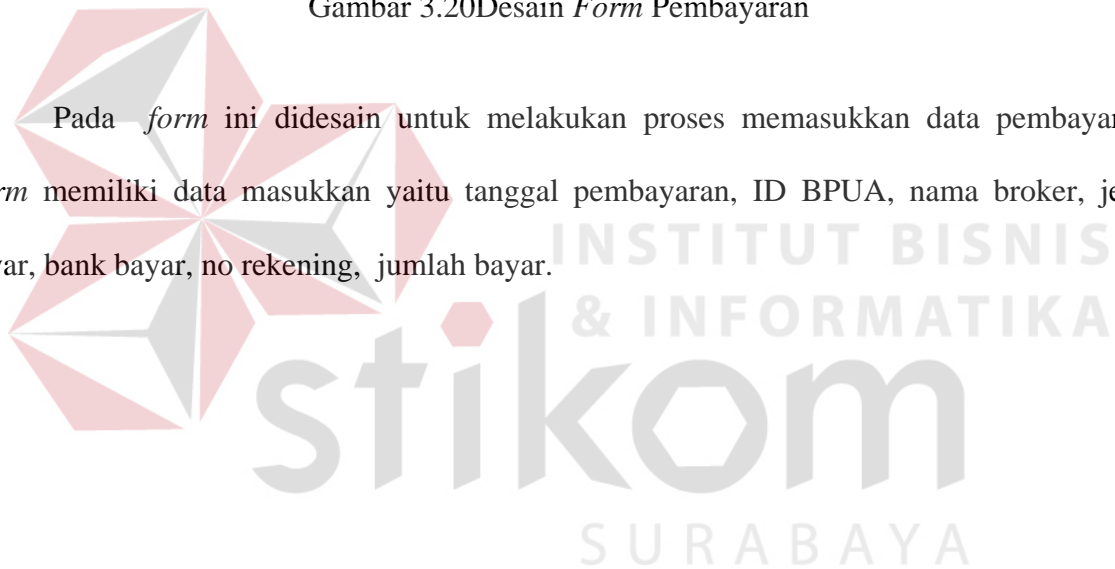 Gambar 3.20Desain Form Pembayaran
Pada form ini didesain untuk melakukan proses memasukkan data pembayar
rm memiliki data masukkan yaitu tanggal pembayaran, ID BPUA, nama broker, je
ar, bank bayar, no rekening, jumlah bayar.
INSTITUT BISNIS
& INFORMATIKA
stikom
SURABAYA